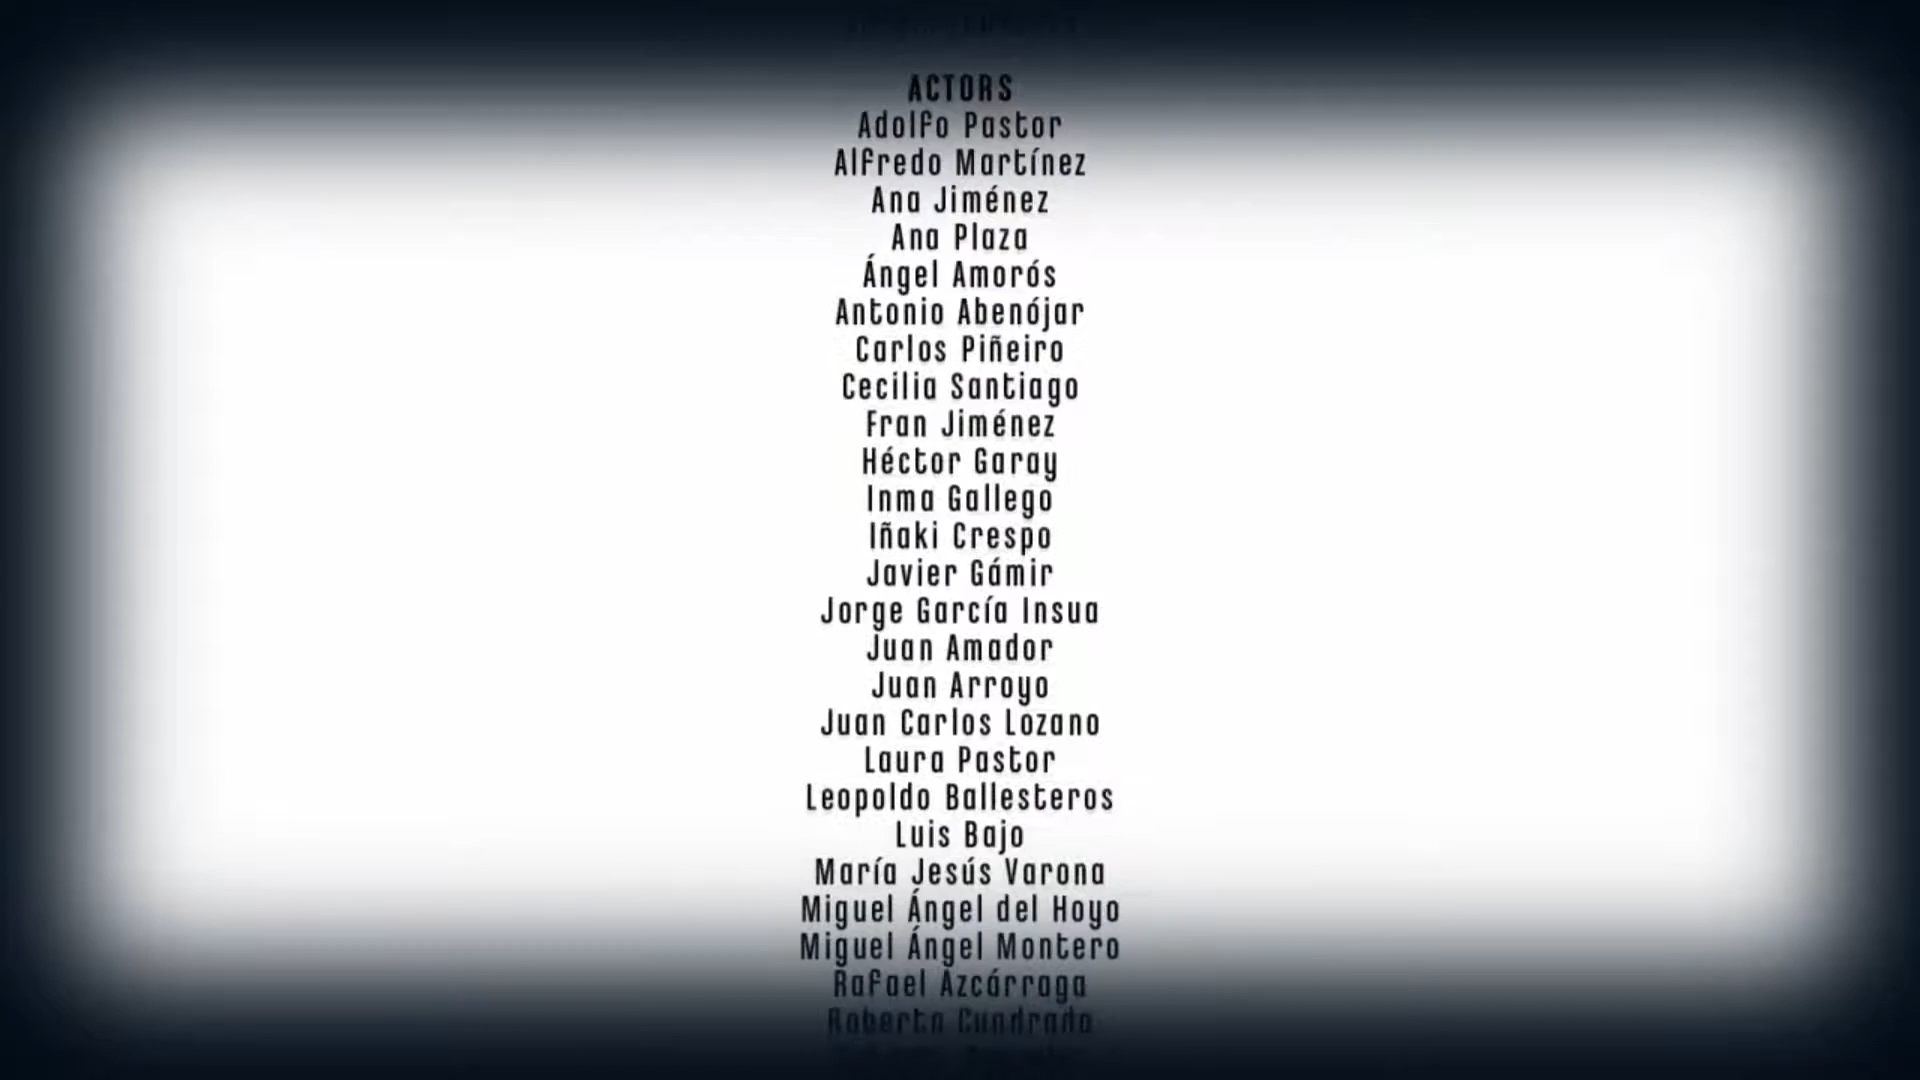 ACTORS
Adolfo Pastor
Alfredo Martínez
Ana Jiménez
Ana Plaza
Ángel Amorós
Antonio Abenójar
Carlos Piñeiro
Cecilia Santiago
Fran Jiménez
Héctor Garay
Inma Gallego
Iñaki Crespo
Javier Gámir
Jorge García Insua
Juan Amador
Juan Arroyo
Juan Carlos Lozano
Laura Pastor
Leopoldo Ballesteros
Luis Bajo
María Jesús Varona
Miguel Ángel del Hoyo
Miguel Ángel Montero
Rafael Azcárraga
Roberto Cuadrado